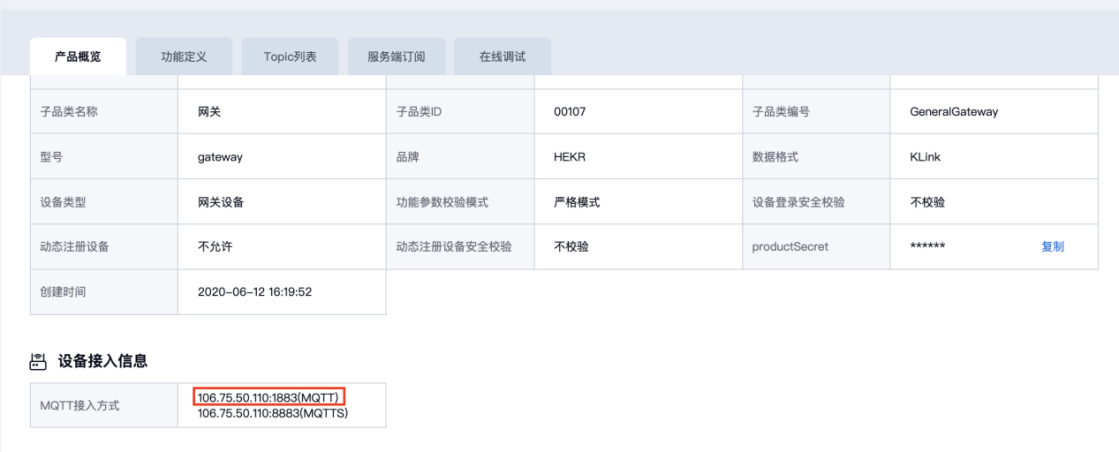 产品概览 功能定义 Topic列表 服务端订阅 在线调试
子品类名称 网关 子品类ID 00107 子品类编号 GeneralGateway
型号 gateway 品牌 HEKR 数据格式 KLink
设备类型 网关设备 功能参数校验模式 严格模式 设备登录安全校验 不校验
动态注册设备 不允许 动态注册设备安全校验 不校验 productSecret ****** 复制
创建时间 2020-06-12 16:19:52
设备接入信息
MQTT接入方式 106.75.50.110:1883(MQTT)
106.75.50.110:8883(MQTTS)